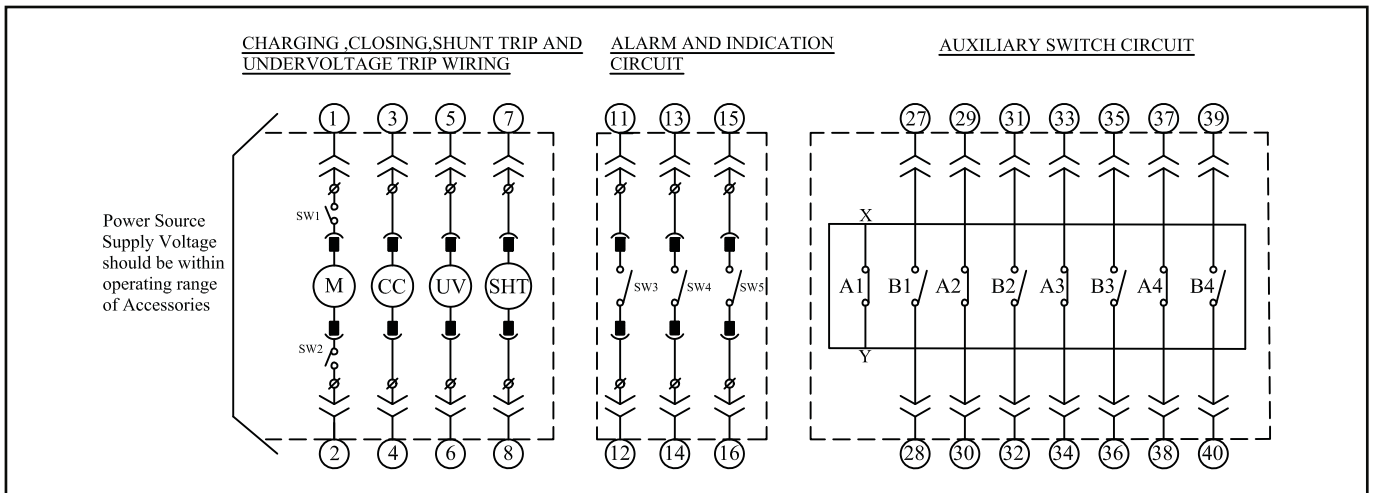 CHARGING ,CLOSING,SHUNT TRIP AND
UNDERVOLTAGE TRIP WIRING
ALARM AND INDICATION
CIRCUIT
AUXILIARY SWITCH CIRCUIT
1 3 5 7 11 13 15 27 29 31 33 35 37 39
Power Source
Supply Voltage
should be within
operating range
of Accessories
SW1
X
M CC UV SHT SW3 SW4 SW5 A1 B1 A2 B2 A3 B3 A4 B4
SW2
Y
2 4 6 8 12 14 16 28 30 32 34 36 38 40